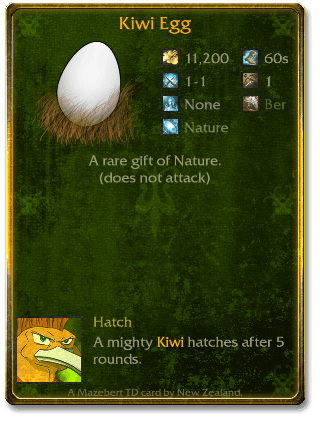 Kiwi Egg
11,200 60s
1-1 1
None Ber
Nature
A rare gift of Nature.
(does not attack)
Hatch
A mighty Kiwi hatches after 5
rounds.
A Mazebert TD card by New Zealand